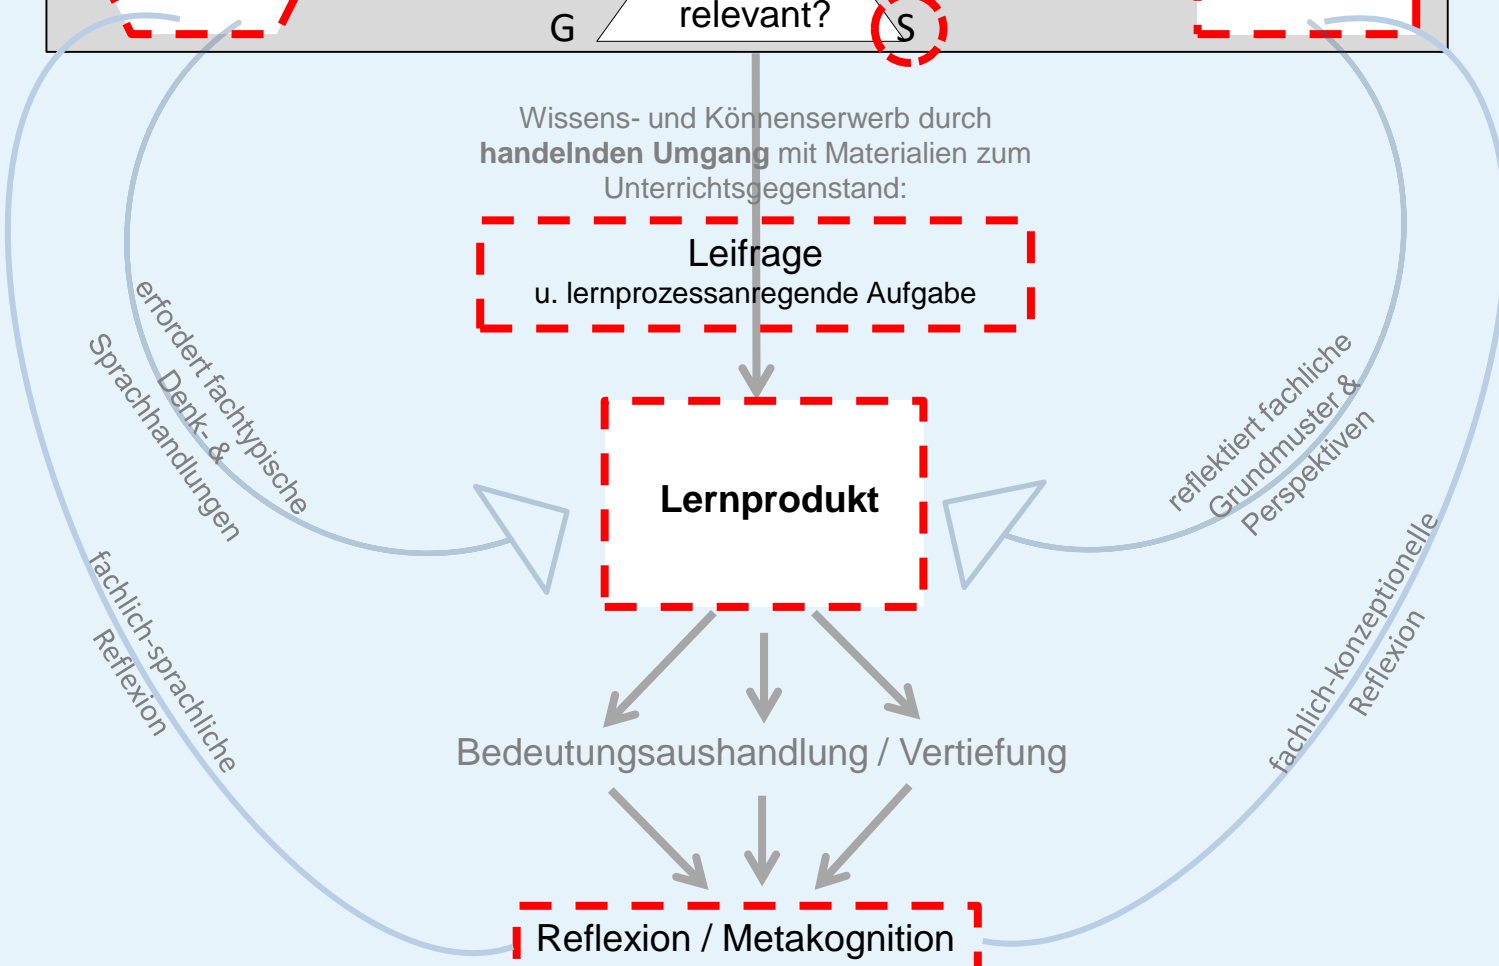 relevant?
G
S
Wissens- und Könnenserwerb durch
handelnden Umgang mit Materialien zum
Unterrichtsgegenstand:
Leifrage
u. lernprozessanregende Aufgabe
erfordert fachtypische
Denk- &
Sprachhandlungen
reflektiert fachliche
Grundmuster &
Perspektiven
Lernprodukt
fachlich-sprachliche
Reflexion
fachlich-konzeptionelle
Reflexion
Bedeutungsaushandlung / Vertiefung
Reflexion / Metakognition